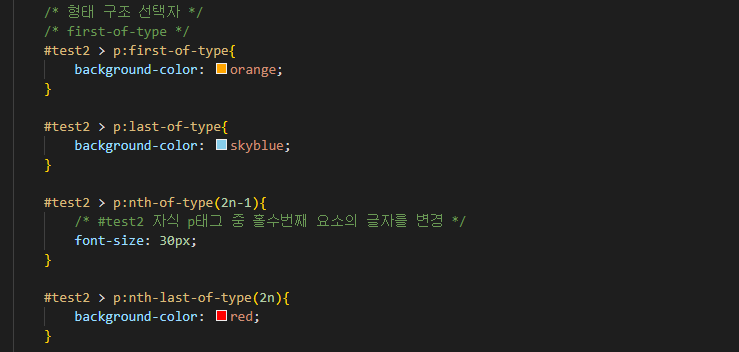 /* 형태 구조 선택자 */
/* first-of-type */
#test2 > p:first-of-type{
background-color: orange;
}
#test2 > p:last-of-type{
background-color: skyblue;
}
#test2 > p:nth-of-type(2n-1){
/* #test2 자식 p태그 중 홀수번째 요소의 글자를 변경 */
font-size: 30px;
}
#test2 > p:nth-last-of-type(2n){
background-color: red;
}